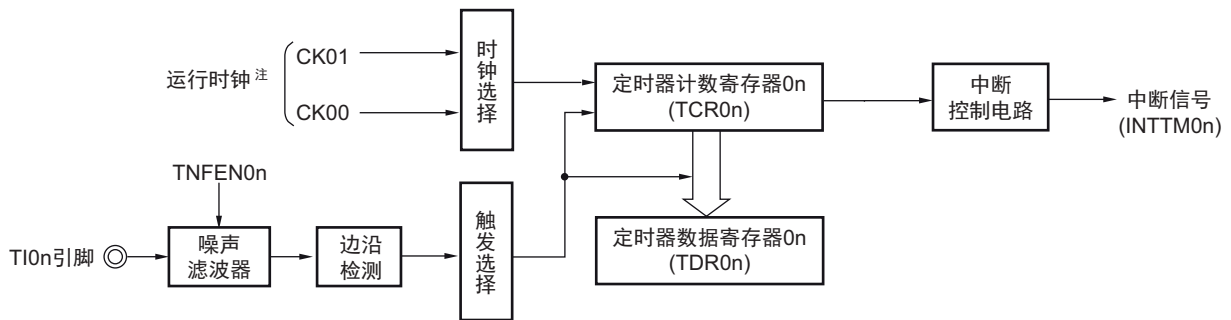 CK01
运行时钟 注
CK00
时钟选择
定时器计数寄存器0n
(TCR0n)
中断
控制电路
中断信号
(INTTM0n)
TNFEN0n
TI0n引脚
噪声
滤波器
边沿
检测
触发选择
定时器数据寄存器0n
(TDR0n)